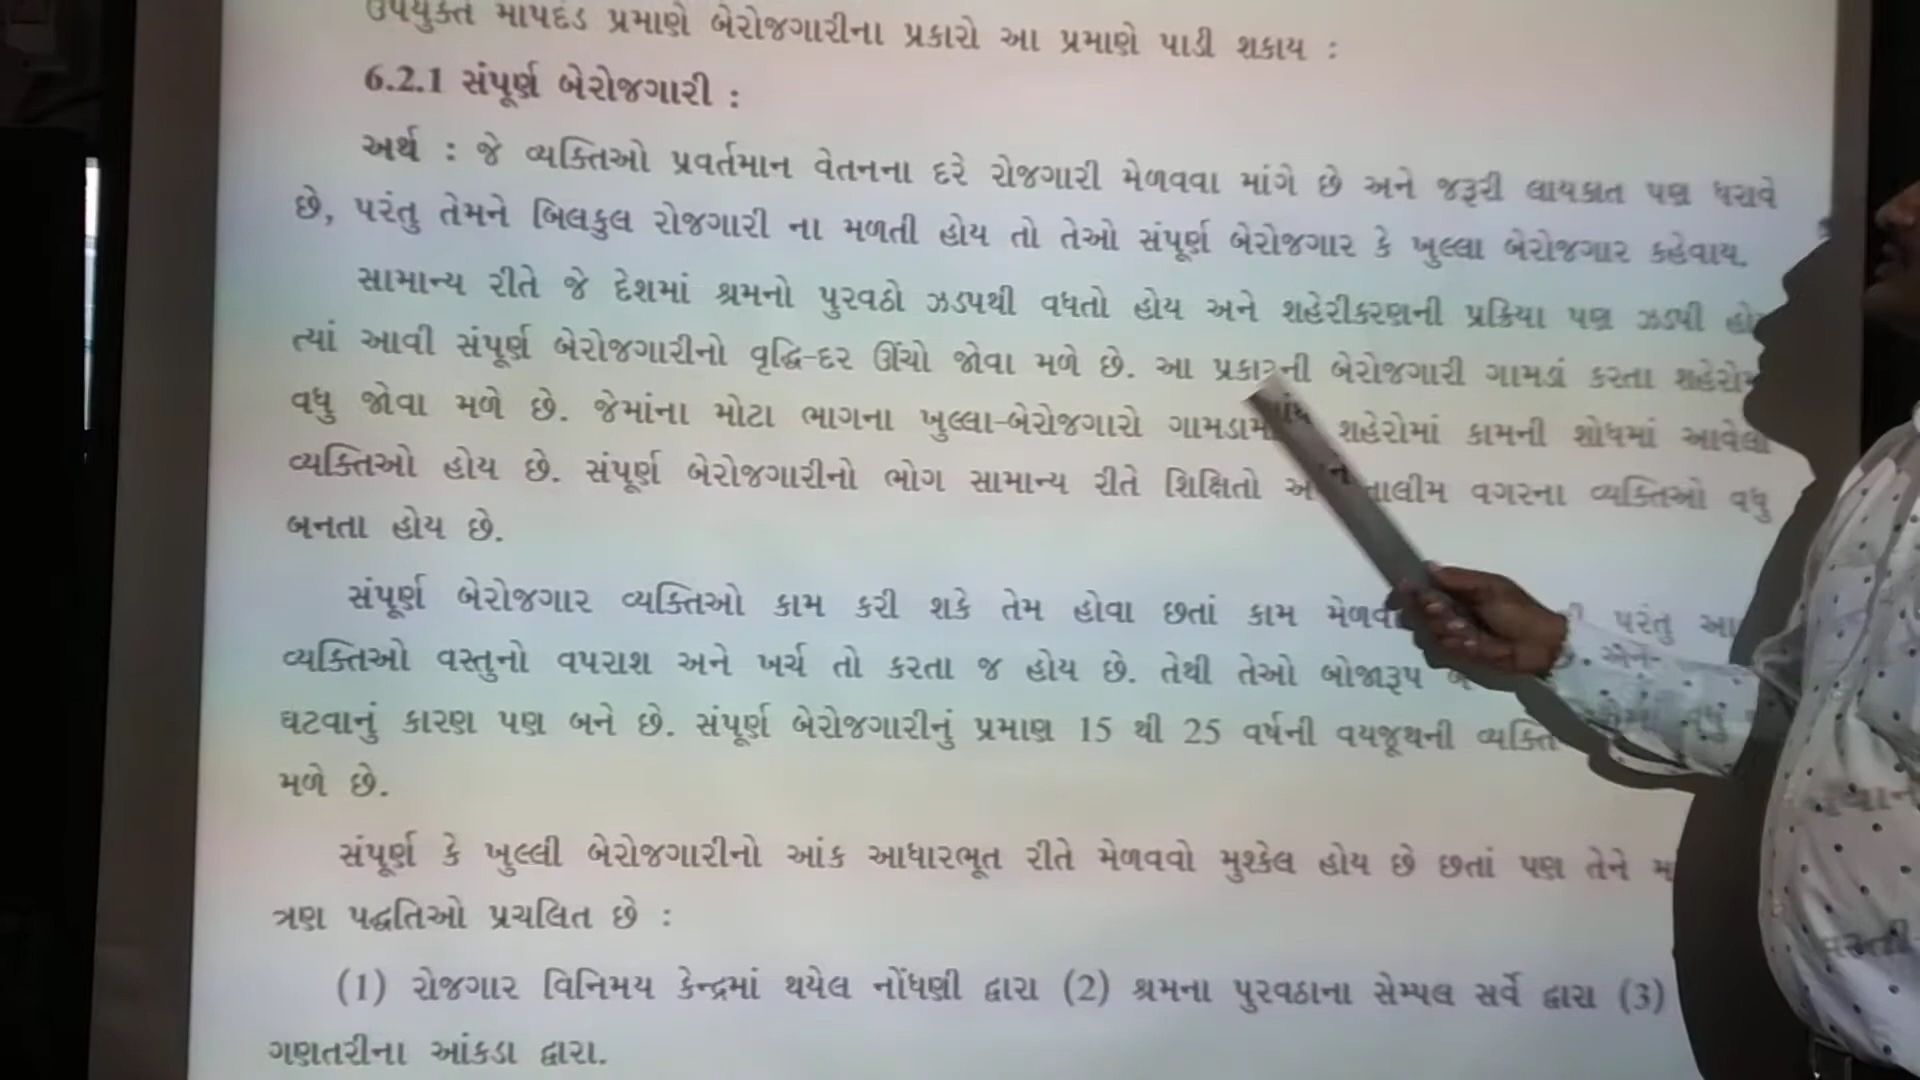 ઉપર્યુક્ત માપદંડ પ્રમાણે બેરોજગારીના પ્રકારો આ પ્રમાણે પાડી શકાય :
6.2.1 સંપૂર્ણ બેરોજગારી :
અર્થ : જે વ્યક્તિઓ પ્રવર્તમાન વેતનના દરે રોજગારી મેળવવા માંગે છે અને જરૂરી લાયકાત પણ ધરાવે
છે, પરંતુ તેમને બિલકુલ રોજગારી ના મળતી હોય તો તેઓ સંપૂર્ણ બેરોજગાર કે ખુલ્લા બેરોજગાર કહેવાય.
સામાન્ય રીતે જે દેશમાં શ્રમનો પુરવઠો ઝડપથી વધતો હોય અને શહેરીકરણની પ્રક્રિયા પણ ઝડપી
ત્યાં આવી સંપૂર્ણ બેરોજગારીનો વૃદ્ધિ-દર ઊંચો જોવા મળે છે. આ પ્રકારની બેરોજગારી ગામડાં કરતા
વધુ જોવા મળે છે. જેમાંના મોટા ભાગના ખુલ્લા-બેરોજગારો શહેરોમાં કામની શોધમાં આવેલા
વ્યક્તિઓ હોય છે. સંપૂર્ણ બેરોજગારીનો ભોગ સામાન્ય રીતે શિક્ષિતો તાલીમ વગરના વ્યક્તિઓ વધુ
બનતા હોય છે.
સંપૂર્ણ બેરોજગાર વ્યક્તિઓ કામ કરી શકે તેમ હોવા છતાં કામ પરંતુ આ
વ્યક્તિઓ વસ્તુનો વપરાશ અને ખર્ચ તો કરતા જ હોય છે. તેથી તેઓ બોજારૂપ
ઘટવાનું કારણ પણ બને છે. સંપૂર્ણ બેરોજગારીનું પ્રમાણ 15 થી 25 વર્ષની વયજૂથની
મળે છે.
સંપૂર્ણ કે ખુલ્લી બેરોજગારીનો આંક આધારભૂત રીતે મેળવવો મુશ્કેલ હોય છે છતાં પણ તેને
ત્રણ પદ્ધતિઓ પ્રચલિત છે :
(1) રોજગાર વિનિમય કેન્દ્રમાં થયેલ નોંધણી દ્વારા (2) શ્રમના પુરવઠાના સેમ્પલ સર્વે દ્વારા (3)
ગણતરીના આંકડા દ્વારા.